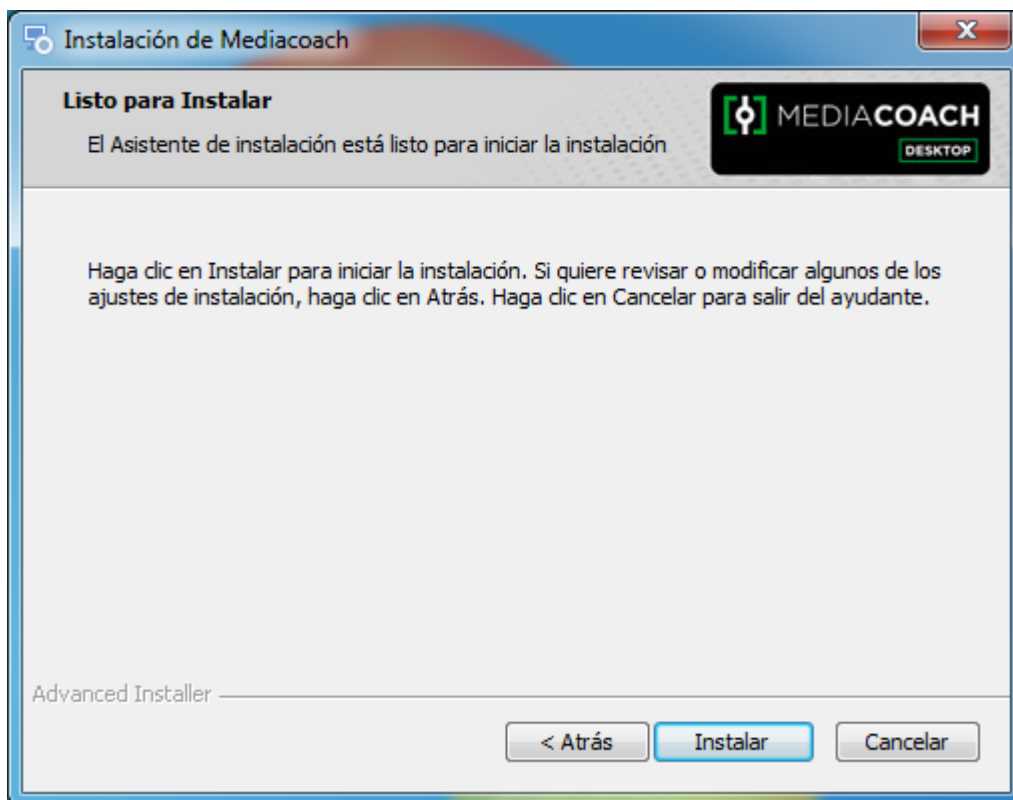 Instalación de Mediacoach
Listo para Instalar
El Asistente de instalación está listo para iniciar la instalación
MEDIACOACH
DESKTOP
Haga clic en Instalar para iniciar la instalación. Si quiere revisar o modificar algunos de los
ajustes de instalación, haga clic en Atrás. Haga clic en Cancelar para salir del ayudante.
Advanced Installer
< Atrás
Instalar
Cancelar